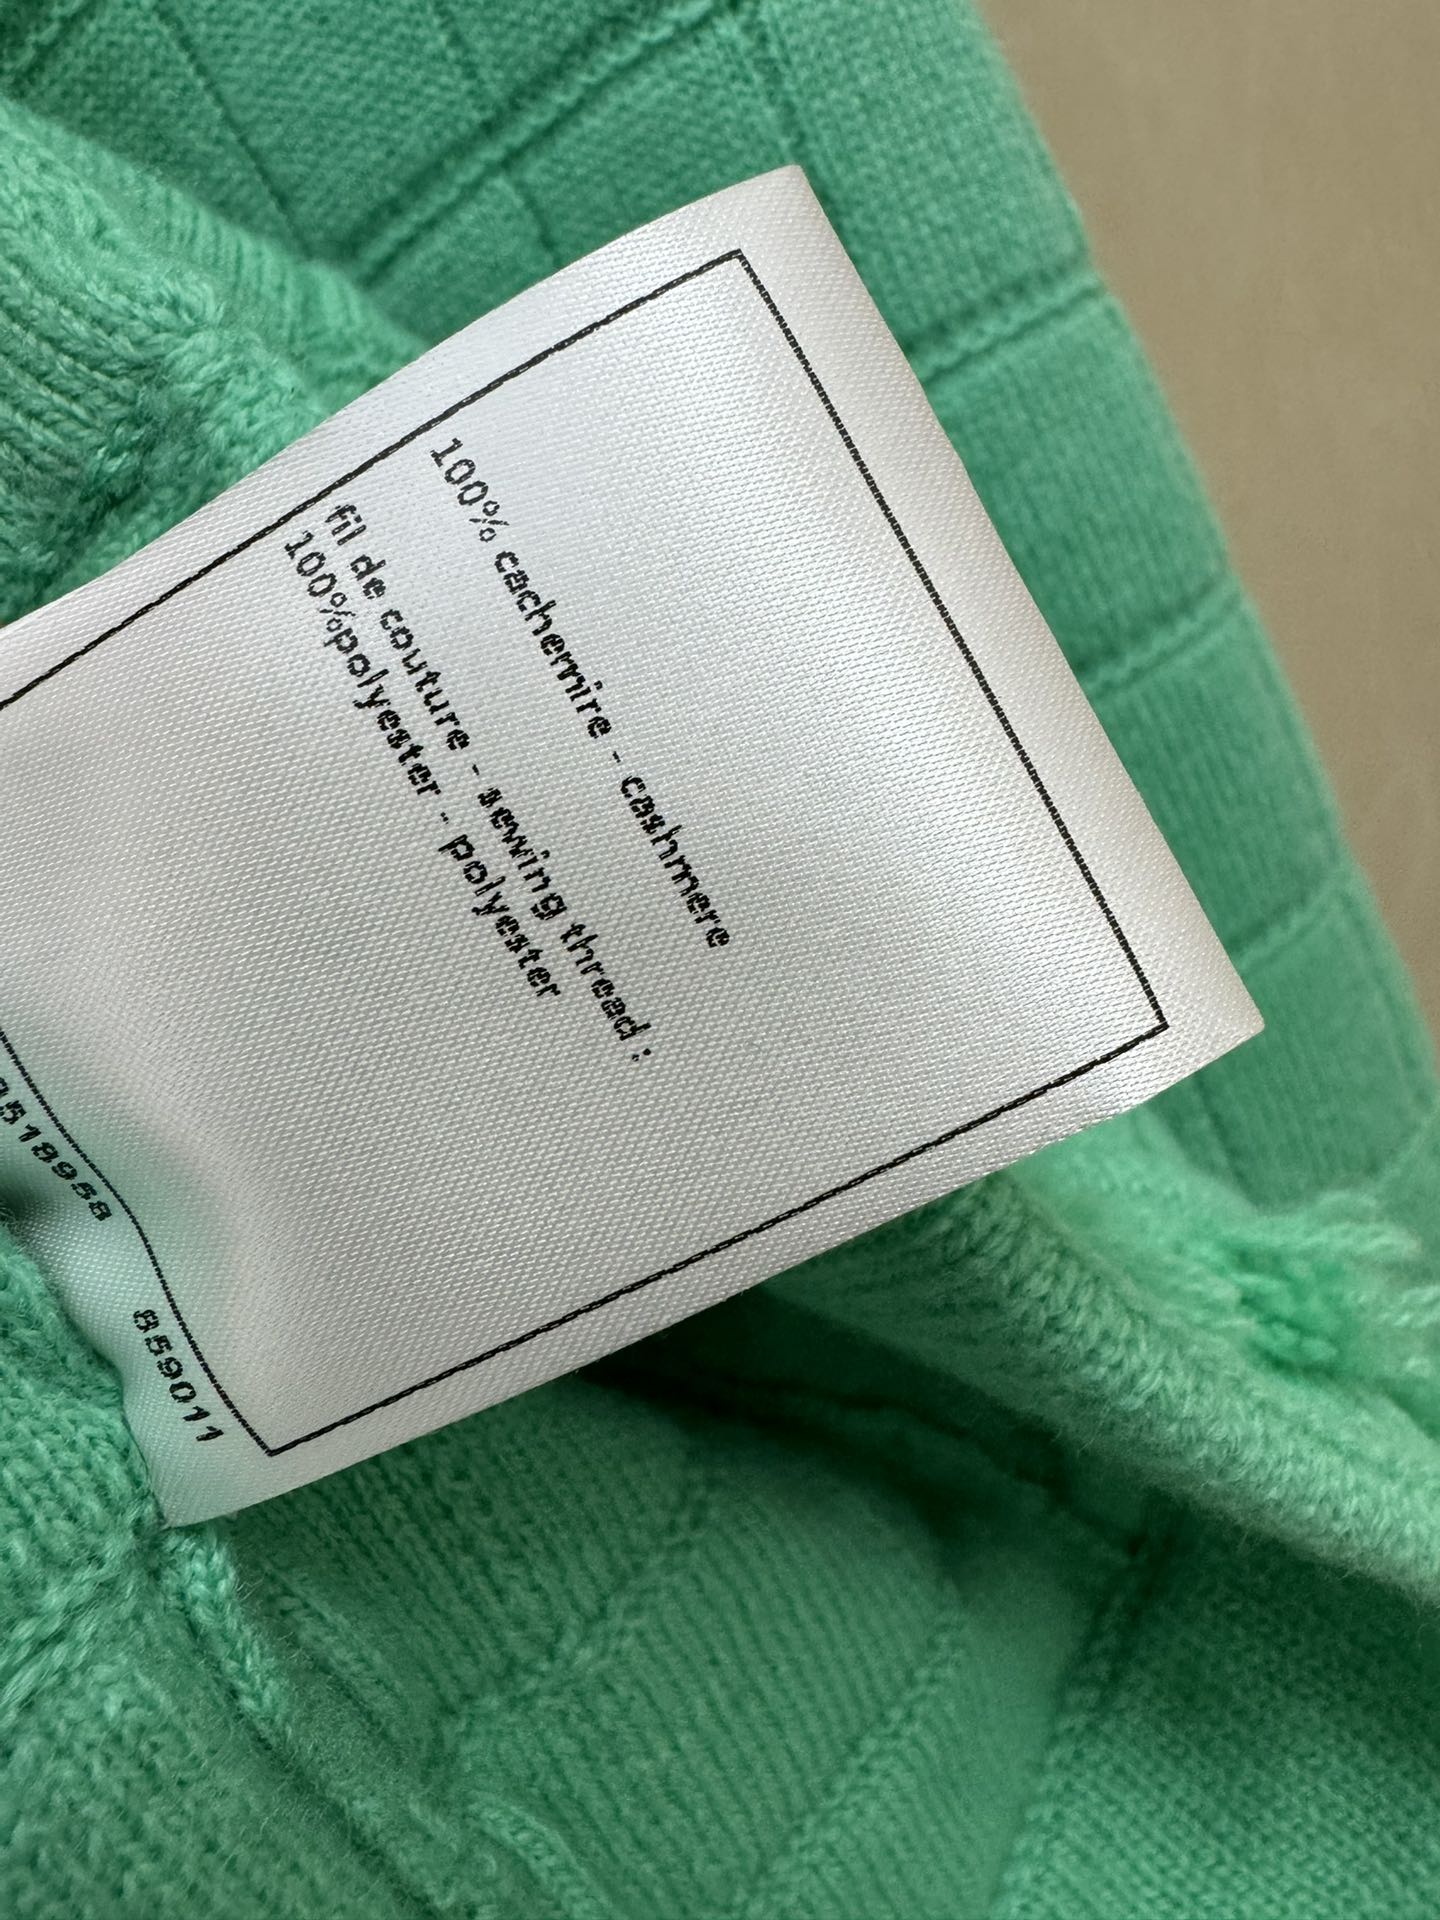 100% cachemire - cashmere
fil de couture - sewing thread :
100%polyester - polyester
859011